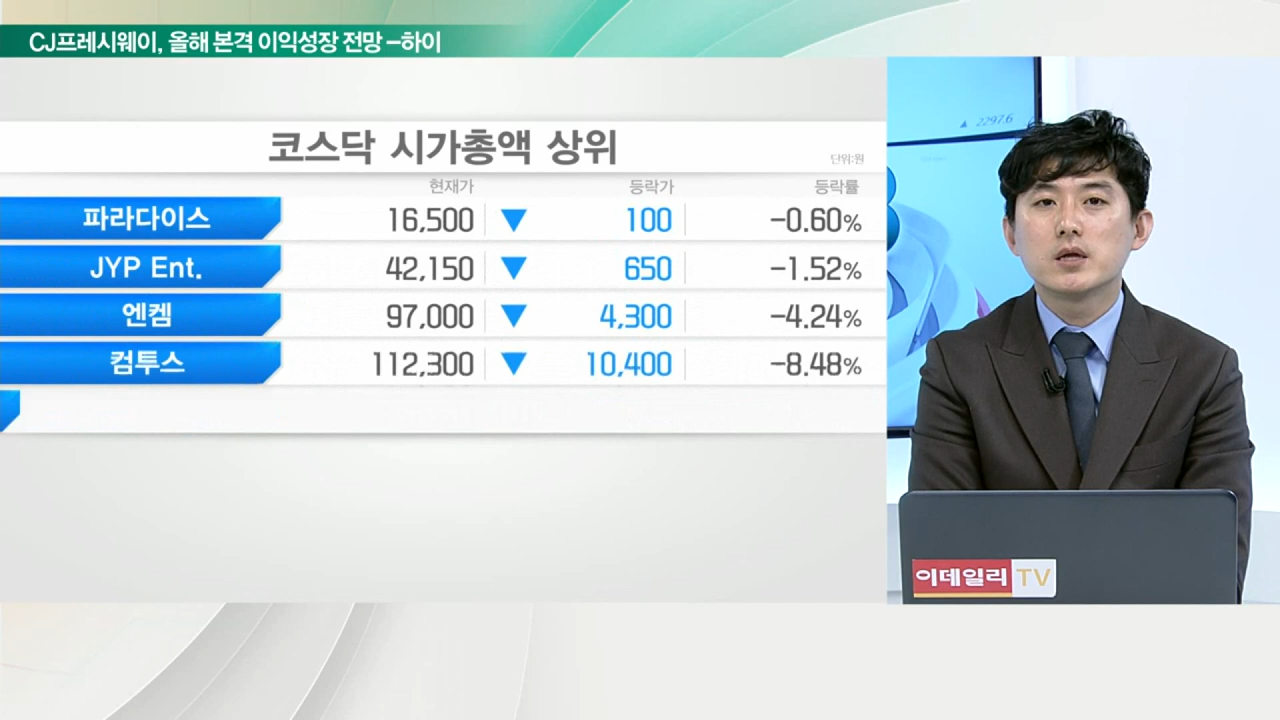 CJ프레시웨이, 올해 본격 이익성장 전망 -하이
▲ 2297.6
코스닥 시가총액 상위
단위:원
현재가 등락가 등락률
파라다이스 16,500 ▼ 100 -0.60%
JYP Ent. 42,150 ▼ 650 -1.52%
엔켐 97,000 ▼ 4,300 -4.24%
컴투스 112,300 ▼ 10,400 -8.48%
이데일리 TV